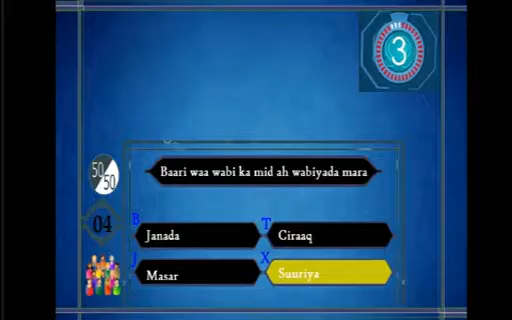 3
50
50
Baari waa wabi ka mid ah wabiyada mara
04
B
Janada
T
Ciraaq
J
Masar
X
Suuriya